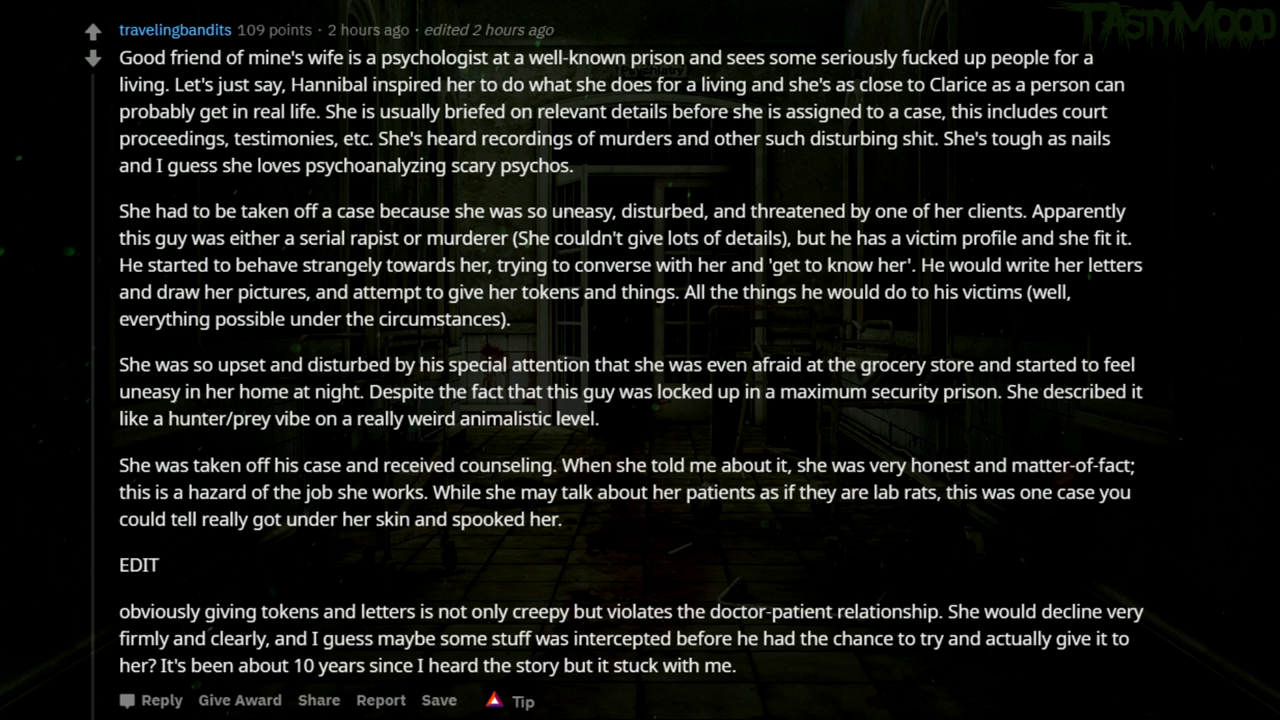 TASTYMOOD
travelingbandits 109 points · 2 hours ago · edited 2 hours ago
Good friend of mine's wife is a psychologist at a well-known prison and sees some seriously fucked up people for a
living. Let's just say, Hannibal inspired her to do what she does for a living and she's as close to Clarice as a person can
probably get in real life. She is usually briefed on relevant details before she is assigned to a case, this includes court
proceedings, testimonies, etc. She's heard recordings of murders and other such disturbing shit. She's tough as nails
and I guess she loves psychoanalyzing scary psychos.
She had to be taken off a case because she was so uneasy, disturbed, and threatened by one of her clients. Apparently
this guy was either a serial rapist or murderer (She couldn't give lots of details), but he has a victim profile and she fit it.
He started to behave strangely towards her, trying to converse with her and 'get to know her'. He would write her letters
and draw her pictures, and attempt to give her tokens and things. All the things he would do to his victims (well,
everything possible under the circumstances).
She was so upset and disturbed by his special attention that she was even afraid at the grocery store and started to feel
uneasy in her home at night. Despite the fact that this guy was locked up in a maximum security prison. She described it
like a hunter/prey vibe on a really weird animalistic level.
She was taken off his case and received counseling. When she told me about it, she was very honest and matter-of-fact;
this is a hazard of the job she works. While she may talk about her patients as if they are lab rats, this was one case you
could tell really got under her skin and spooked her.
EDIT
obviously giving tokens and letters is not only creepy but violates the doctor-patient relationship. She would decline very
firmly and clearly, and I guess maybe some stuff was intercepted before he had the chance to try and actually give it to
her? It's been about 10 years since I heard the story but it stuck with me.
Reply Give Award Share Report Save Tip